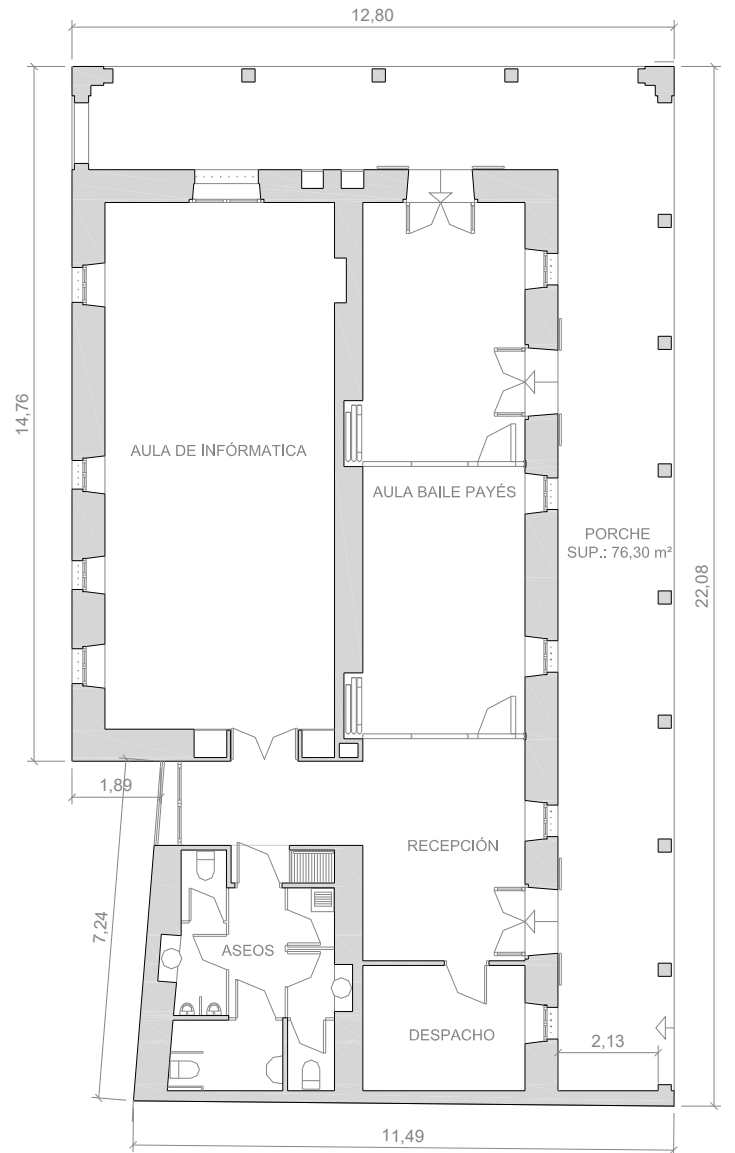 12,80
14,76
AULA DE INFÓRMATICA
AULA BAILE PAYÉS
PORCHE
SUP.: 76,30 m²
22,08
1,89
RECEPCIÓN
7,24
ASEOS
DESPACHO
2,13
11,49